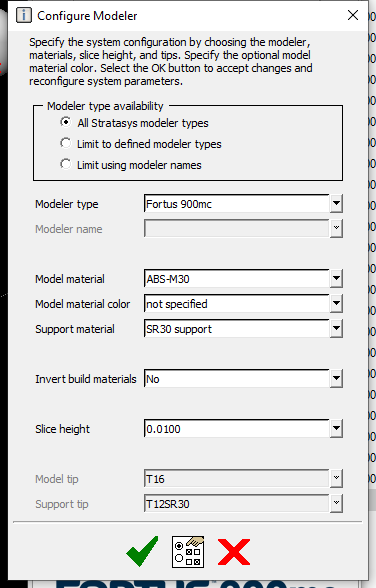 Configure Modeler
Specify the system configuration by choosing the modeler,
materials, slice height, and tips. Specify the optional model
material color. Select the OK button to accept changes and
reconfigure system parameters.
Modeler type availability
All Stratasys modeler types
Limit to defined modeler types
Limit using modeler names
Modeler type Fortus 900mc
Modeler name
Model material ABS-M30
Model material color not specified
Support material SR30 support
Invert build materials No
Slice height 0.0100
Model tip T16
Support tip T12SR30